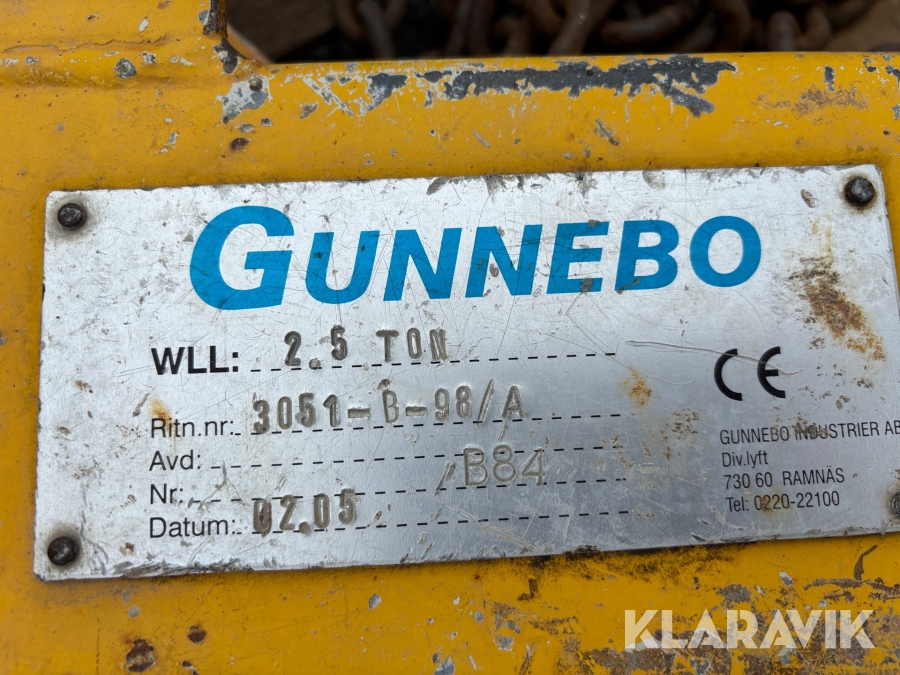 GUNNEBO
WLL: 2.5 TON
Ritn.nr: 3051-B-98/A
Avd:
Nr: /B84
Datum: 02.05
CE
GUNNEBO INDUSTRIER AB
Div.lyft
730 60 RAMNÄS
Tel: 0220-22100
KLARAVIK